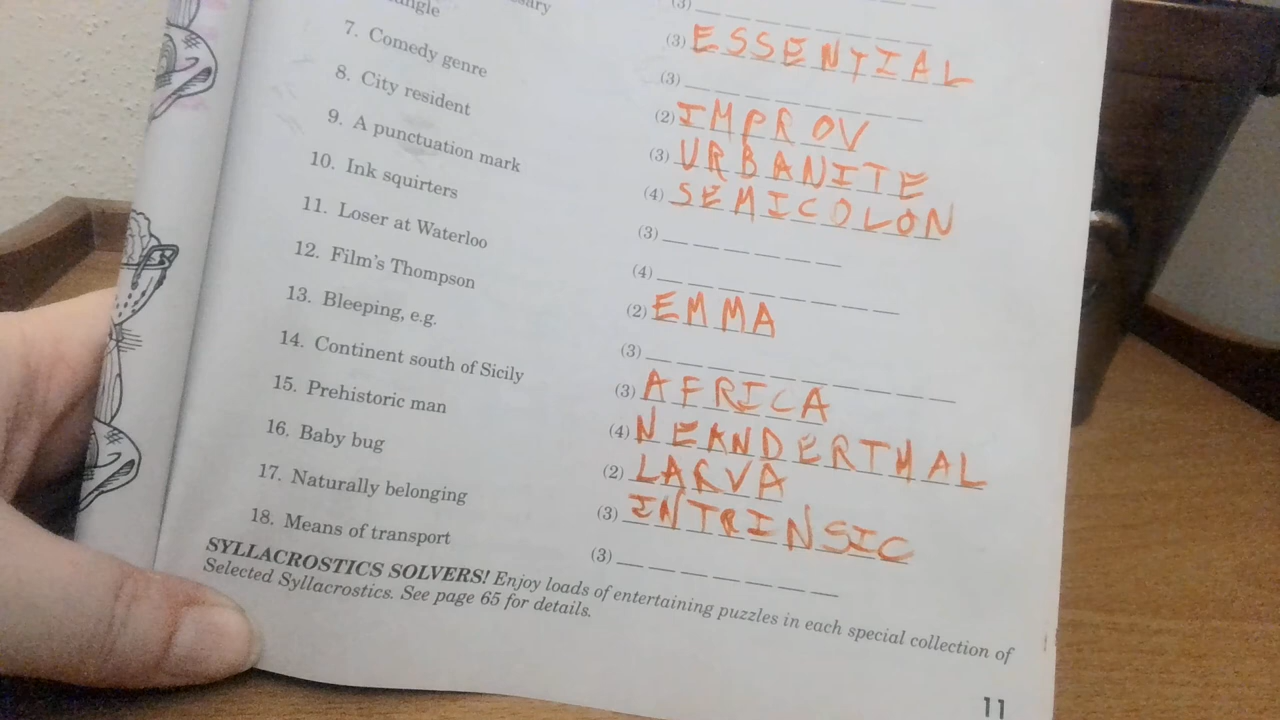 (3)
ngle
(3) ESSENTIAL
7. Comedy genre
(3)
8. City resident
(2) IMPROV
9. A punctuation mark
(3) URBANITE
10. Ink squirters
(4) SEMICOLON
11. Loser at Waterloo
(3)
12. Film's Thompson
(4)
13. Bleeping, e.g.
(2) EMMA
14. Continent south of Sicily
(3)
15. Prehistoric man
(3) AFRICA
16. Baby bug
(4) NEANDERTHAL
17. Naturally belonging
(2) LARVA
18. Means of transport
(3) INTRINSIC
(3)
SYLLACROSTICS SOLVERS! Enjoy loads of entertaining puzzles in each special collection of
Selected Syllacrostics. See page 65 for details.
11